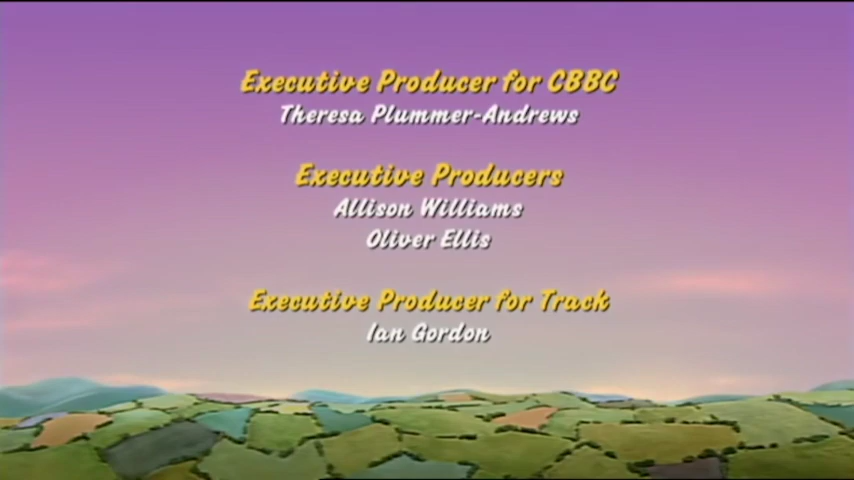 Executive Producer for CBBC
Theresa Plummer-Andrews
Executive Producers
Allison Williams
Oliver Ellis
Executive Producer for Track
Ian Gordon